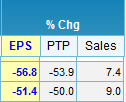 % Chg
EPS PTP Sales
-56.8 -53.9 7.4
-51.4 -50.0 9.0